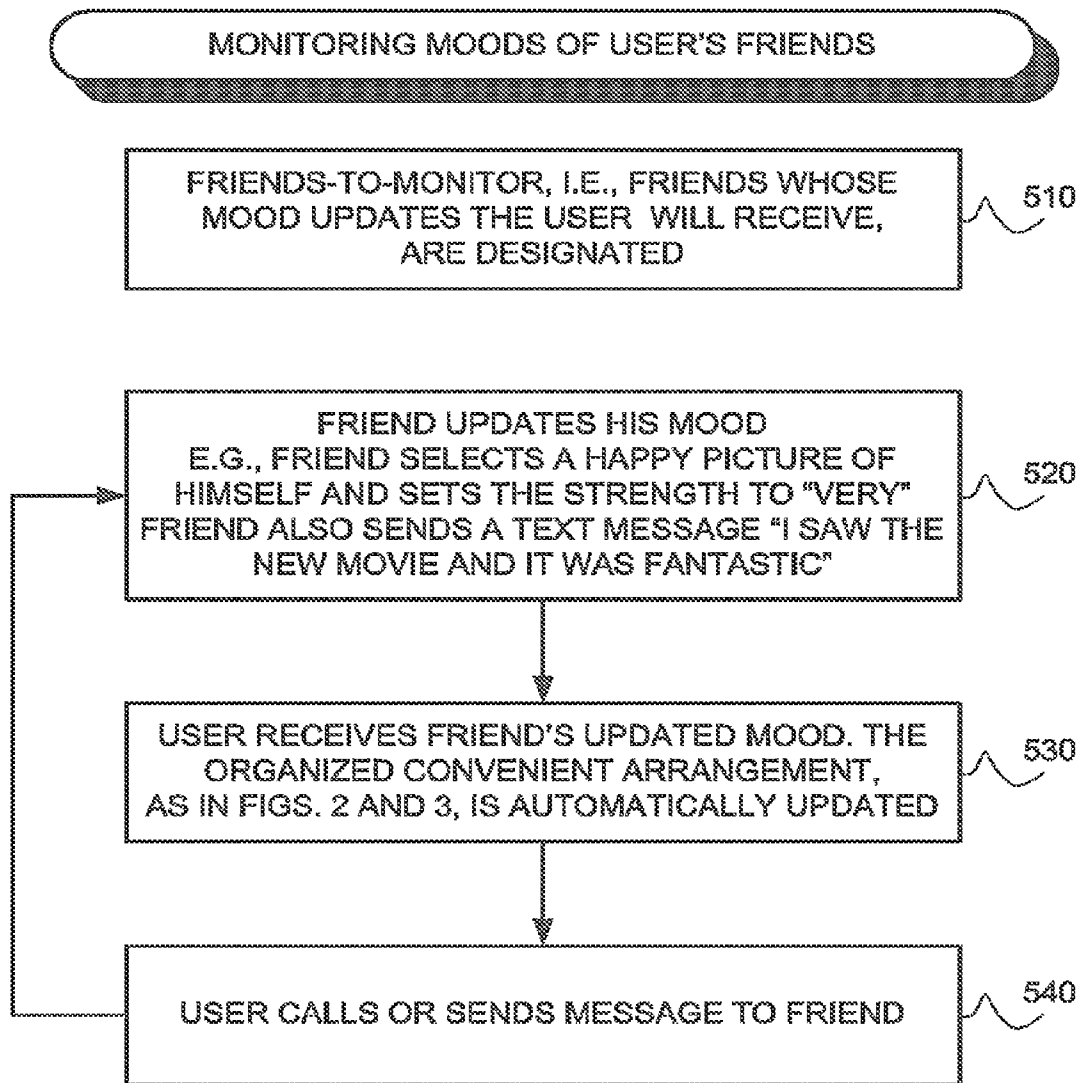 MONITORING MOODS OF USER'S FRIENDS
FRIENDS-TO-MONITOR, I.E., FRIENDS WHOSE
MOOD UPDATES THE USER WILL RECEIVE,
ARE DESIGNATED
510
FRIEND UPDATES HIS MOOD
E.G., FRIEND SELECTS A HAPPY PICTURE OF
HIMSELF AND SETS THE STRENGTH TO "VERY"
FRIEND ALSO SENDS A TEXT MESSAGE "I SAW THE
NEW MOVIE AND IT WAS FANTASTIC"
520
USER RECEIVES FRIEND'S UPDATED MOOD. THE
ORGANIZED CONVENIENT ARRANGEMENT,
AS IN FIGS. 2 AND 3, IS AUTOMATICALLY UPDATED
530
USER CALLS OR SENDS MESSAGE TO FRIEND
540